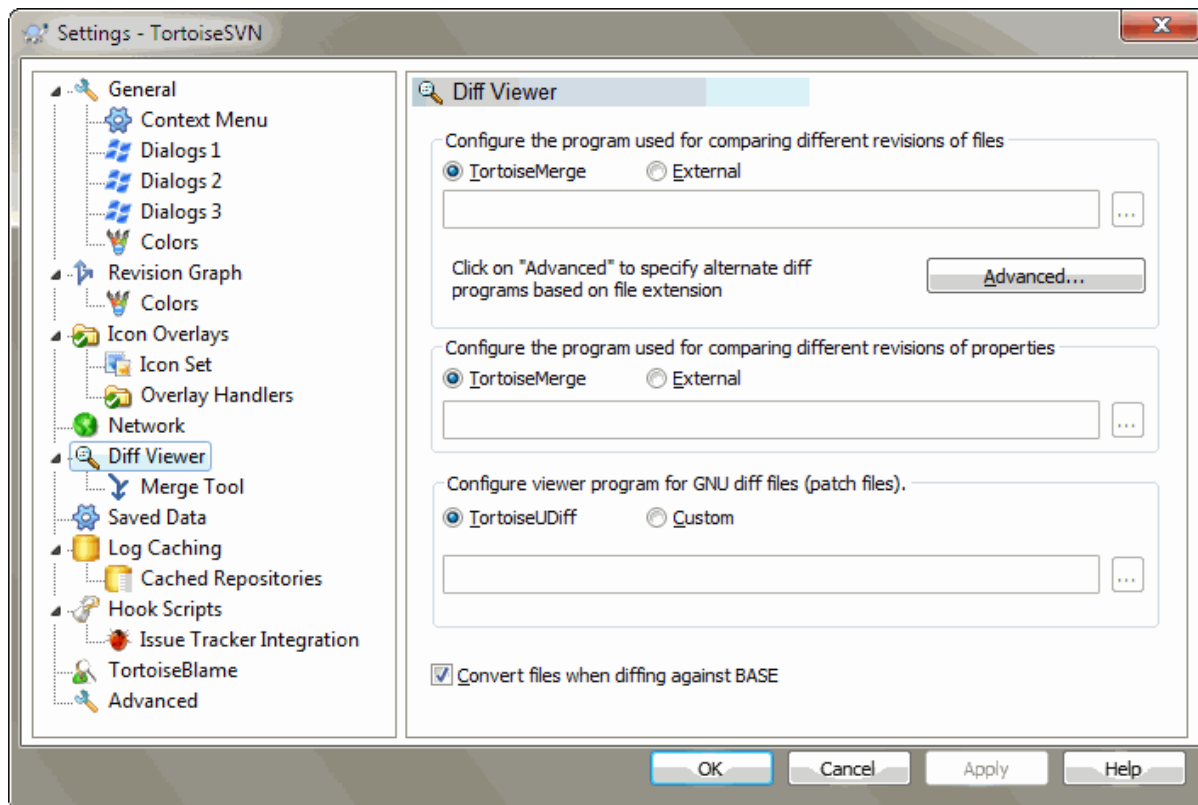 Settings - TortoiseSVN
General
Context Menu
Dialogs 1
Dialogs 2
Dialogs 3
Colors
Revision Graph
Colors
Icon Overlays
Icon Set
Overlay Handlers
Network
Diff Viewer
Merge Tool
Saved Data
Log Caching
Cached Repositories
Hook Scripts
Issue Tracker Integration
TortoiseBlame
Advanced
Diff Viewer
Configure the program used for comparing different revisions of files
TortoiseMerge External
...
Click on "Advanced" to specify alternate diff
programs based on file extension
Advanced...
Configure the program used for comparing different revisions of properties
TortoiseMerge External
...
Configure viewer program for GNU diff files (patch files).
TortoiseUDiff Custom
...
Convert files when diffing against BASE
OK Cancel Apply Help